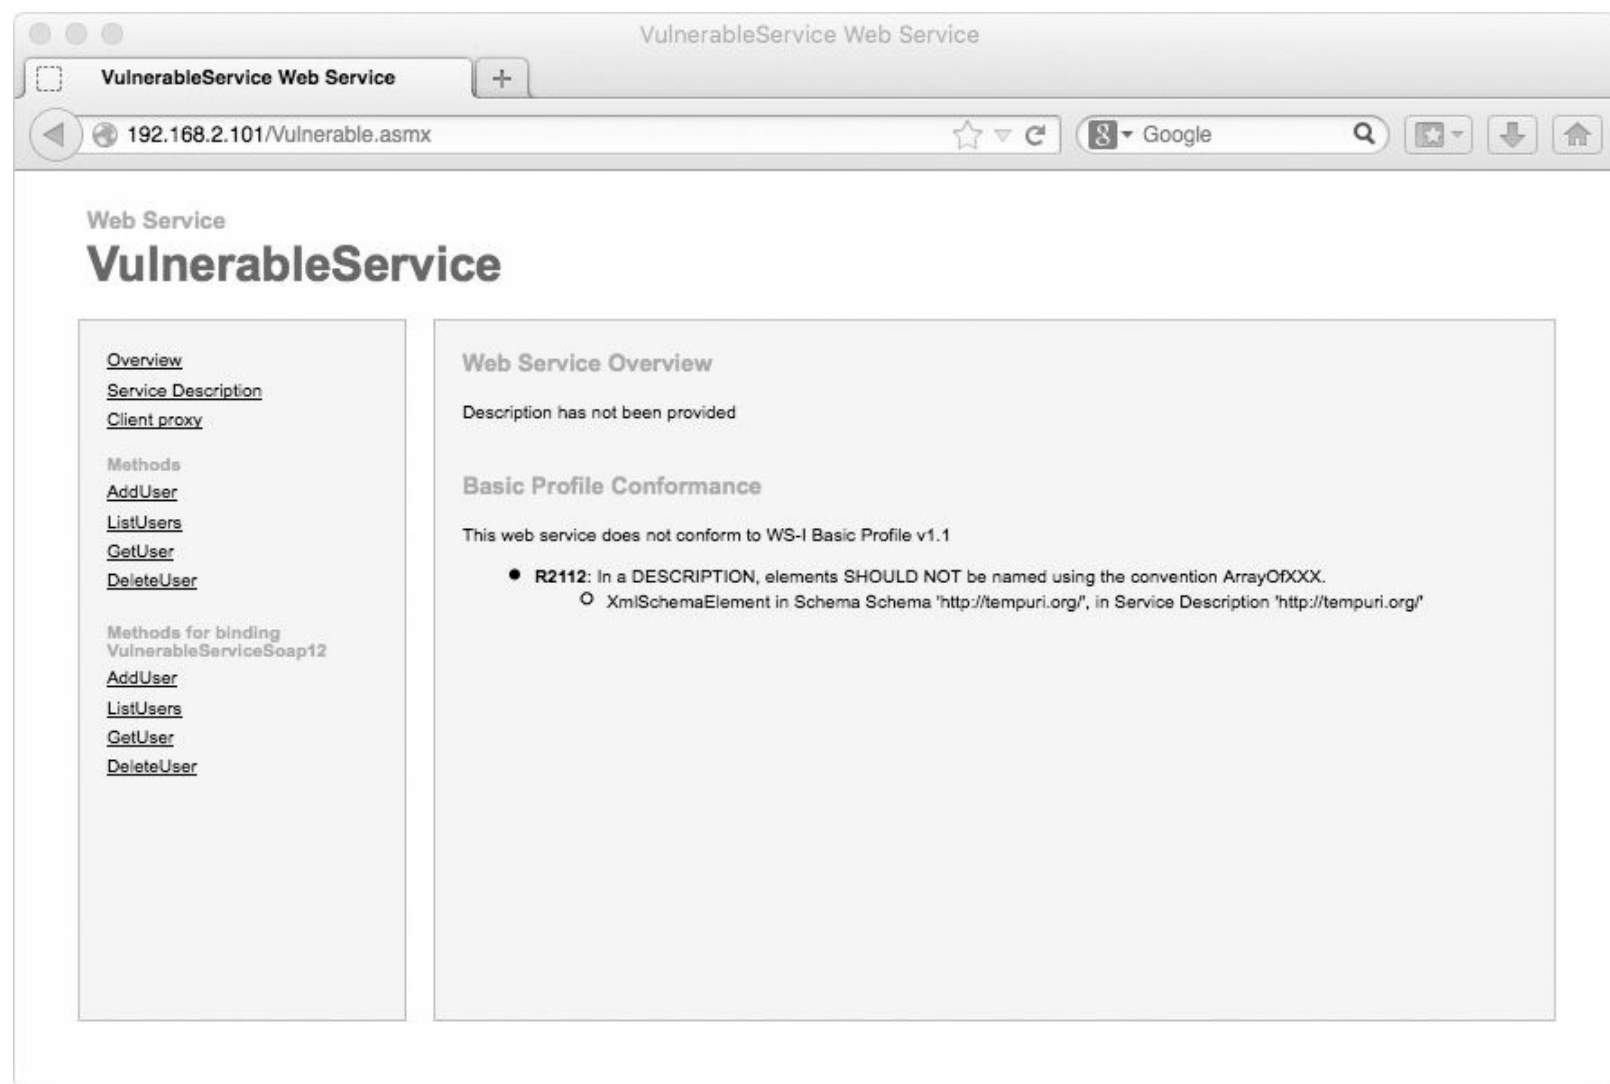 VulnerableService Web Service
VulnerableService Web Service
192.168.2.101/Vulnerable.asmx
8 Google
Web Service
VulnerableService
Overview
Service Description
Client proxy
Methods
AddUser
ListUsers
GetUser
DeleteUser
Methods for binding
VulnerableServiceSoap12
AddUser
ListUsers
GetUser
DeleteUser
Web Service Overview
Description has not been provided
Basic Profile Conformance
This web service does not conform to WS-I Basic Profile v1.1
R2112: In a DESCRIPTION, elements SHOULD NOT be named using the convention ArrayOfXXX.
XmlSchemaElement in Schema Schema 'http://tempuri.org/', in Service Description 'http://tempuri.org/'